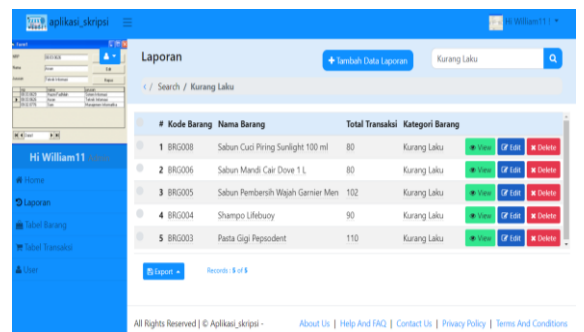 aplikasi_skripsi
Hi William11 !
Hi William11
Home
Laporan
Tabel Barang
Tabel Transaksi
User
Laporan
Tambah Data Laporan
Kurang Laku
/ Search / Kurang Laku
# Kode Barang Nama Barang Total Transaksi Kategori Barang
1 BRG008 Sabun Cuci Piring Sunlight 100 ml 80 Kurang Laku View Edit Delete
2 BRG006 Sabun Mandi Cair Dove 1 L 80 Kurang Laku View Edit Delete
3 BRG005 Sabun Pembersih Wajah Garnier Men 102 Kurang Laku View Edit Delete
4 BRG004 Shampo Lifebuoy 90 Kurang Laku View Edit Delete
5 BRG003 Pasta Gigi Pepsodent 110 Kurang Laku View Edit Delete
Export
Records : 5 of 5
All Rights Reserved | © Aplikasi_skripsi -
About Us | Help And FAQ | Contact Us | Privacy Policy | Terms And Conditions